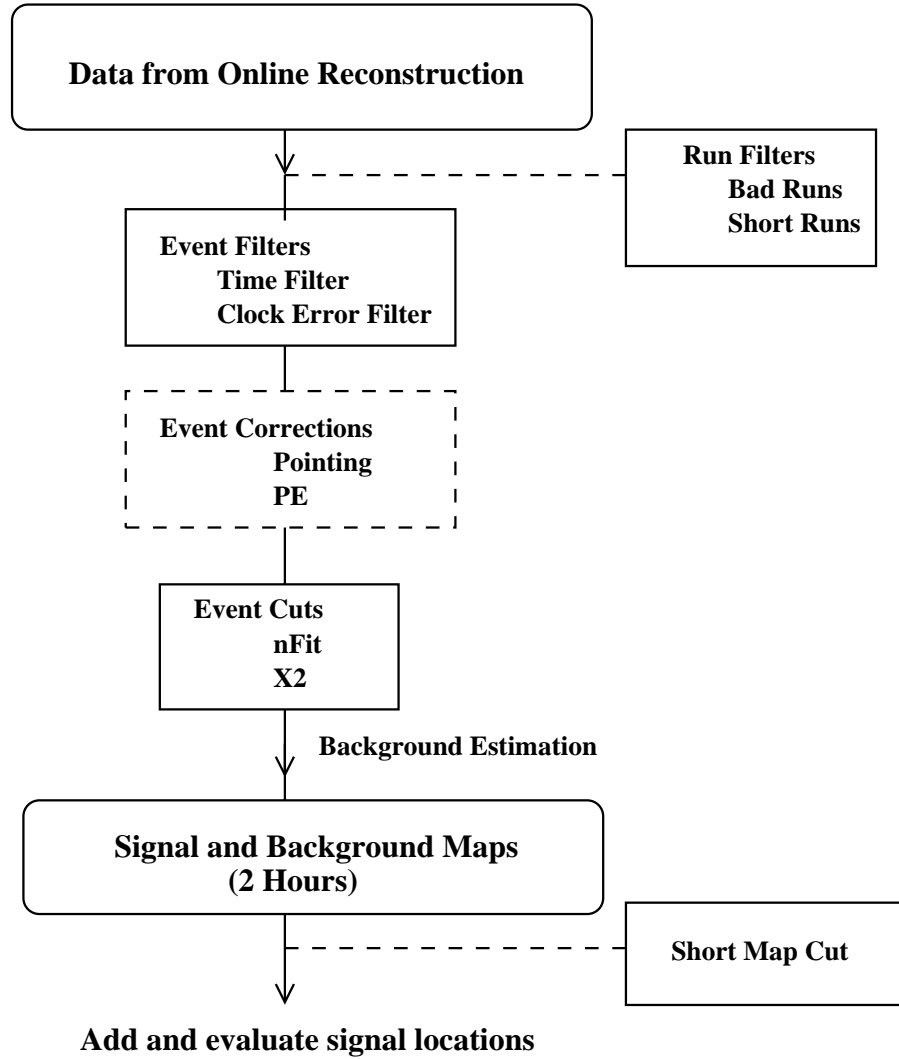 Data from Online Reconstruction
Run Filters
Bad Runs
Short Runs
Event Filters
Time Filter
Clock Error Filter
Event Corrections
Pointing
PE
Event Cuts
nFit
X2
Background Estimation
Signal and Background Maps
(2 Hours)
Short Map Cut
Add and evaluate signal locations